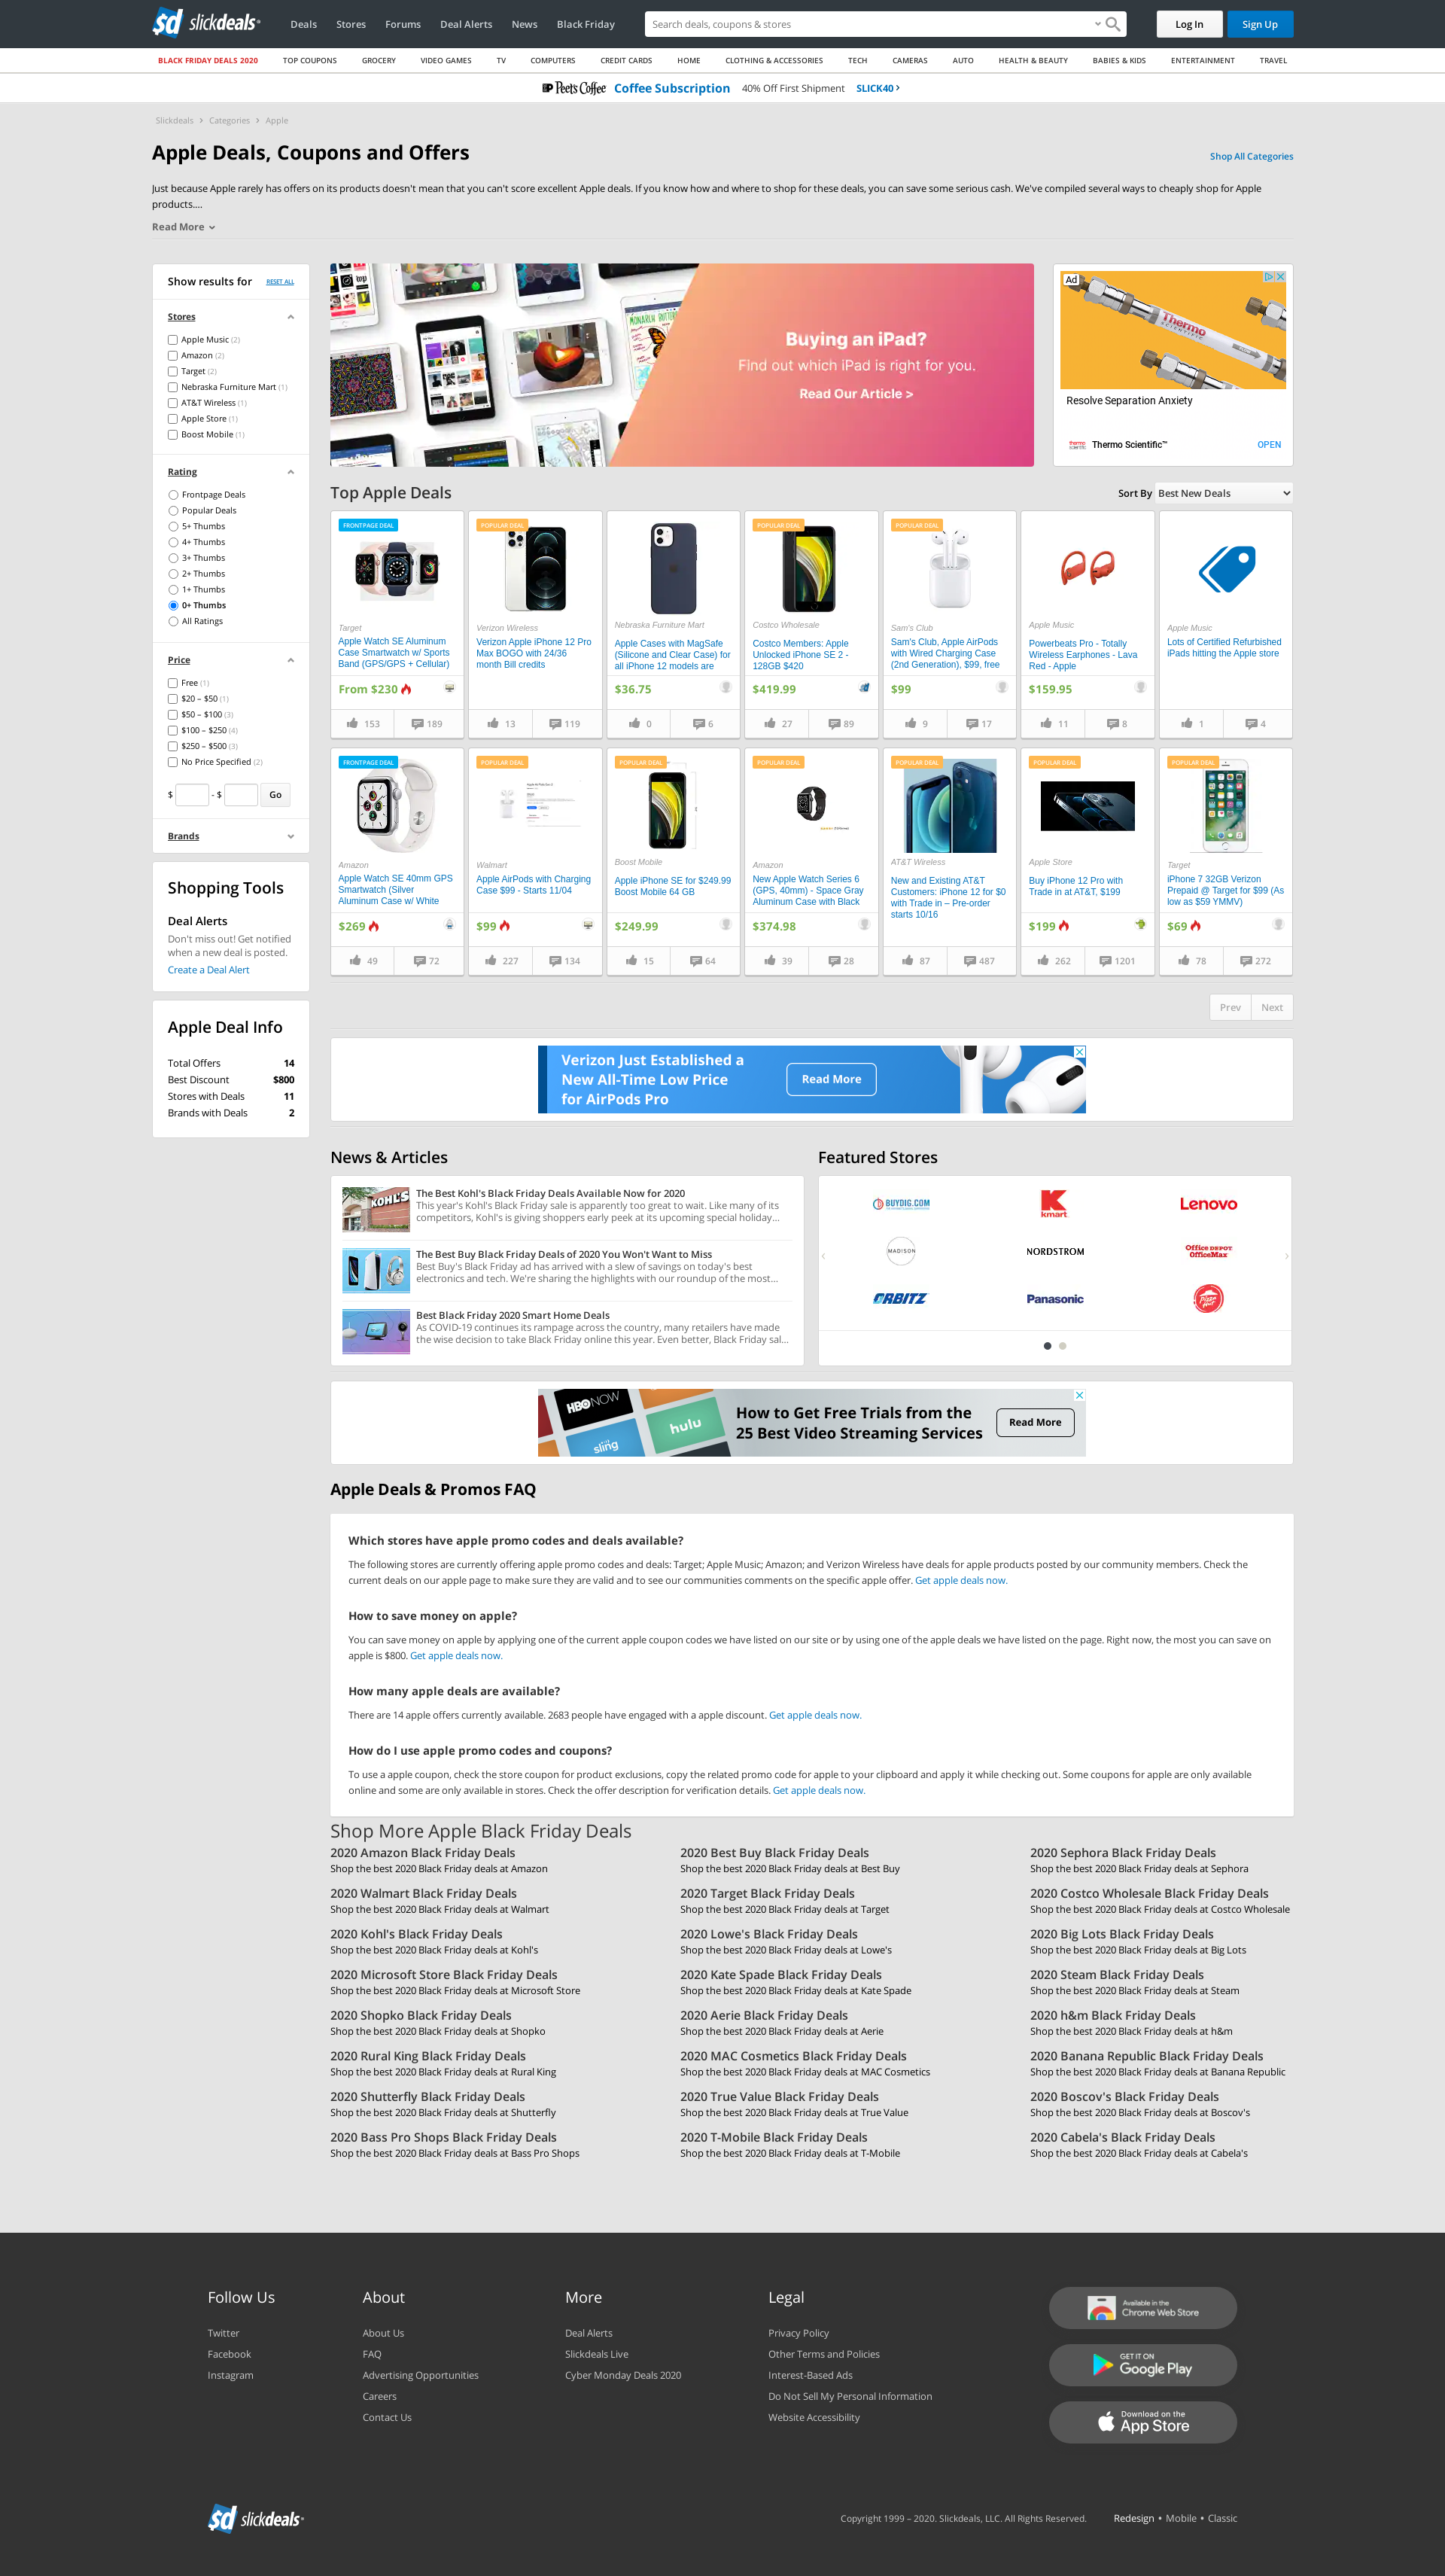 sd slickdeals
Deals Stores Forums Deal Alerts News Black Friday
Search deals, coupons & stores
Log In
Sign Up
BLACK FRIDAY DEALS 2020 TOP COUPONS GROCERY VIDEO GAMES TV COMPUTERS CREDIT CARDS HOME CLOTHING & ACCESSORIES TECH CAMERAS AUTO HEALTH & BEAUTY BABIES & KIDS ENTERTAINMENT TRAVEL
Peet's Coffee Coffee Subscription 40% Off First Shipment SLICK40 ›
Slickdeals › Categories › Apple
Apple Deals, Coupons and Offers
Shop All Categories
Just because Apple rarely has offers on its products doesn't mean that you can't score excellent Apple deals. If you know how and where to shop for these deals, you can save some serious cash. We've compiled several ways to cheaply shop for Apple
products....
Read More
Show results for RESET ALL
Stores
Apple Music (2)
Amazon (2)
Target (2)
Nebraska Furniture Mart (1)
AT&T Wireless (1)
Apple Store (1)
Boost Mobile (1)
Rating
Frontpage Deals
Popular Deals
5+ Thumbs
4+ Thumbs
3+ Thumbs
2+ Thumbs
1+ Thumbs
0+ Thumbs
All Ratings
Price
Free (1)
$20 – $50 (1)
$50 – $100 (3)
$100 – $250 (4)
$250 – $500 (3)
No Price Specified (2)
$ - $ Go
Brands
Shopping Tools
Deal Alerts
Don't miss out! Get notified
when a new deal is posted.
Create a Deal Alert
Apple Deal Info
Total Offers 14
Best Discount $800
Stores with Deals 11
Brands with Deals 2
Buying an iPad?
Find out which iPad is right for you.
Read Our Article >
Ad
Thermo
SCIENTIFIC
Resolve Separation Anxiety
Thermo Scientific™
OPEN
Top Apple Deals
Sort By Best New Deals
FRONTPAGE DEAL
Target
Apple Watch SE Aluminum
Case Smartwatch w/ Sports
Band (GPS/GPS + Cellular)
From $230
153 189
POPULAR DEAL
Verizon Wireless
Verizon Apple iPhone 12 Pro
Max BOGO with 24/36
month Bill credits
13 119
Nebraska Furniture Mart
Apple Cases with MagSafe
(Silicone and Clear Case) for
all iPhone 12 models are
$36.75
0 6
POPULAR DEAL
Costco Wholesale
Costco Members: Apple
Unlocked iPhone SE 2 -
128GB $420
$419.99
27 89
POPULAR DEAL
Sam's Club
Sam's Club, Apple AirPods
with Wired Charging Case
(2nd Generation), $99, free
$99
9 17
Apple Music
Powerbeats Pro - Totally
Wireless Earphones - Lava
Red - Apple
$159.95
11 8
Apple Music
Lots of Certified Refurbished
iPads hitting the Apple store
1 4
FRONTPAGE DEAL
Amazon
Apple Watch SE 40mm GPS
Smartwatch (Silver
Aluminum Case w/ White
$269
49 72
POPULAR DEAL
Walmart
Apple AirPods with Charging
Case $99 - Starts 11/04
$99
227 134
POPULAR DEAL
Boost Mobile
Apple iPhone SE for $249.99
Boost Mobile 64 GB
$249.99
15 64
POPULAR DEAL
Amazon
New Apple Watch Series 6
(GPS, 40mm) - Space Gray
Aluminum Case with Black
$374.98
39 28
POPULAR DEAL
AT&T Wireless
New and Existing AT&T
Customers: iPhone 12 for $0
with Trade in – Pre-order
starts 10/16
87 487
POPULAR DEAL
Apple Store
Buy iPhone 12 Pro with
Trade in at AT&T, $199
$199
262 1201
POPULAR DEAL
Target
iPhone 7 32GB Verizon
Prepaid @ Target for $99 (As
low as $59 YMMV)
$69
78 272
Prev Next
Verizon Just Established a
New All-Time Low Price
for AirPods Pro
Read More
News & Articles
KOHL'S
The Best Kohl's Black Friday Deals Available Now for 2020
This year's Kohl's Black Friday sale is apparently too great to wait. Like many of its
competitors, Kohl's is giving shoppers early peek at its upcoming special holiday...
The Best Buy Black Friday Deals of 2020 You Won't Want to Miss
Best Buy's Black Friday ad has arrived with a slew of savings on today's best
electronics and tech. We're sharing the highlights with our roundup of the most...
Best Black Friday 2020 Smart Home Deals
As COVID-19 continues its rampage across the country, many retailers have made
the wise decision to take Black Friday online this year. Even better, Black Friday sal...
Featured Stores
BUYDIG.COM
kmart
Lenovo
MADISON
NORDSTROM
Office DEPOT
OfficeMax
ORBITZ
Panasonic
Pizza Hut
HBO NOW
hulu
sling
How to Get Free Trials from the
25 Best Video Streaming Services
Read More
Apple Deals & Promos FAQ
Which stores have apple promo codes and deals available?
The following stores are currently offering apple promo codes and deals: Target; Apple Music; Amazon; and Verizon Wireless have deals for apple products posted by our community members. Check the
current deals on our apple page to make sure they are valid and to see our communities comments on the specific apple offer. Get apple deals now.
How to save money on apple?
You can save money on apple by applying one of the current apple coupon codes we have listed on our site or by using one of the apple deals we have listed on the page. Right now, the most you can save on
apple is $800. Get apple deals now.
How many apple deals are available?
There are 14 apple offers currently available. 2683 people have engaged with a apple discount. Get apple deals now.
How do I use apple promo codes and coupons?
To use a apple coupon, check the store coupon for product exclusions, copy the related promo code for apple to your clipboard and apply it while checking out. Some coupons for apple are only available
online and some are only available in stores. Check the offer description for verification details. Get apple deals now.
Shop More Apple Black Friday Deals
2020 Amazon Black Friday Deals
Shop the best 2020 Black Friday deals at Amazon
2020 Best Buy Black Friday Deals
Shop the best 2020 Black Friday deals at Best Buy
2020 Sephora Black Friday Deals
Shop the best 2020 Black Friday deals at Sephora
2020 Walmart Black Friday Deals
Shop the best 2020 Black Friday deals at Walmart
2020 Target Black Friday Deals
Shop the best 2020 Black Friday deals at Target
2020 Costco Wholesale Black Friday Deals
Shop the best 2020 Black Friday deals at Costco Wholesale
2020 Kohl's Black Friday Deals
Shop the best 2020 Black Friday deals at Kohl's
2020 Lowe's Black Friday Deals
Shop the best 2020 Black Friday deals at Lowe's
2020 Big Lots Black Friday Deals
Shop the best 2020 Black Friday deals at Big Lots
2020 Microsoft Store Black Friday Deals
Shop the best 2020 Black Friday deals at Microsoft Store
2020 Kate Spade Black Friday Deals
Shop the best 2020 Black Friday deals at Kate Spade
2020 Steam Black Friday Deals
Shop the best 2020 Black Friday deals at Steam
2020 Shopko Black Friday Deals
Shop the best 2020 Black Friday deals at Shopko
2020 Aerie Black Friday Deals
Shop the best 2020 Black Friday deals at Aerie
2020 h&m Black Friday Deals
Shop the best 2020 Black Friday deals at h&m
2020 Rural King Black Friday Deals
Shop the best 2020 Black Friday deals at Rural King
2020 MAC Cosmetics Black Friday Deals
Shop the best 2020 Black Friday deals at MAC Cosmetics
2020 Banana Republic Black Friday Deals
Shop the best 2020 Black Friday deals at Banana Republic
2020 Shutterfly Black Friday Deals
Shop the best 2020 Black Friday deals at Shutterfly
2020 True Value Black Friday Deals
Shop the best 2020 Black Friday deals at True Value
2020 Boscov's Black Friday Deals
Shop the best 2020 Black Friday deals at Boscov's
2020 Bass Pro Shops Black Friday Deals
Shop the best 2020 Black Friday deals at Bass Pro Shops
2020 T-Mobile Black Friday Deals
Shop the best 2020 Black Friday deals at T-Mobile
2020 Cabela's Black Friday Deals
Shop the best 2020 Black Friday deals at Cabela's
Follow Us
Twitter
Facebook
Instagram
About
About Us
FAQ
Advertising Opportunities
Careers
Contact Us
More
Deal Alerts
Slickdeals Live
Cyber Monday Deals 2020
Legal
Privacy Policy
Other Terms and Policies
Interest-Based Ads
Do Not Sell My Personal Information
Website Accessibility
Available in the
Chrome Web Store
GET IT ON
Google Play
Download on the
App Store
sd slickdeals
Copyright 1999 – 2020. Slickdeals, LLC. All Rights Reserved.
Redesign • Mobile • Classic